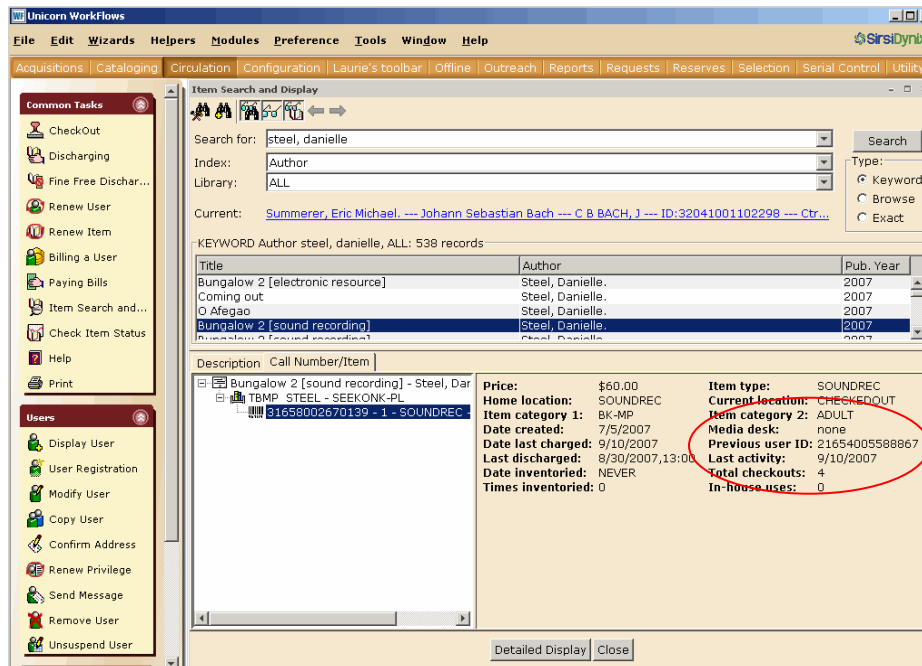 Unicorn WorkFlows
File Edit Wizards Helpers Modules Preference Tools Window Help
SirsiDynix
Acquisitions Cataloging Circulation Configuration Laurie's toolbar Offline Outreach Reports Requests Reserves Selection Serial Control Utility
Common Tasks
CheckOut
Discharging
Fine Free Dischar...
Renew User
Renew Item
Billing a User
Paying Bills
Item Search and...
Check Item Status
Help
Print
Users
Display User
User Registration
Modify User
Copy User
Confirm Address
Renew Privilege
Send Message
Remove User
Unsuspend User
Item Search and Display
Search for: steel, danielle
Search
Index: Author
Library: ALL
Type:
Keyword
Browse
Exact
Current: Summerer, Eric Michael. --- Johann Sebastian Bach --- C B BACH, J --- ID:32041001102298 --- Ctr...
KEYWORD Author steel, danielle, ALL: 538 records
Title Author Pub. Year
Bungalow 2 [electronic resource] Steel, Danielle. 2007
Coming out Steel, Danielle. 2007
O Afegao Steel, Danielle. 2007
Bungalow 2 [sound recording] Steel, Danielle. 2007
Bungalow 2 [sound recording] Steel, Danielle. 2007
Description Call Number/Item
Bungalow 2 [sound recording] - Steel, Dar
TBMP STEEL - SEEKONK-PL
31658002670139 - 1 - SOUNDREC -
Price: $60.00 Item type: SOUNDREC
Home location: SOUNDREC Current location: CHECKEDOUT
Item category 1: BK-MP Item category 2: ADULT
Date created: 7/5/2007 Media desk: none
Date last charged: 9/10/2007 Previous user ID: 21654005588867
Last discharged: 8/30/2007,13:00 Last activity: 9/10/2007
Date inventoried: NEVER Total checkouts: 4
Times inventoried: 0 In-house uses: 0
Detailed Display Close